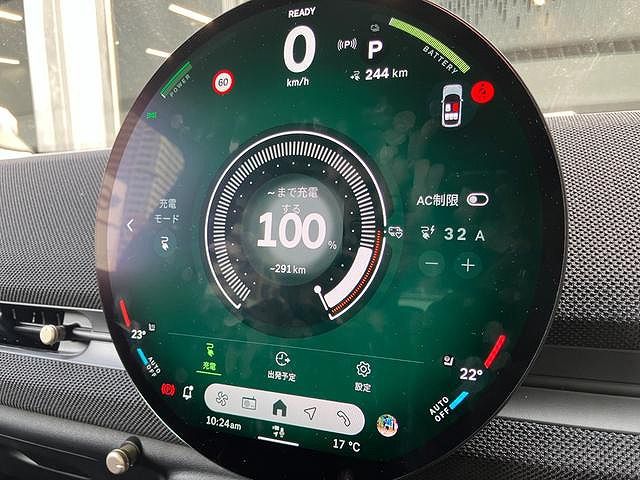 READY
0
km/h
(P) P
244 km
POWER
BATTERY
60
充電
モード
~まで充電
する
100%
~291km
AC制限
32 A
− +
23°
AUTO
OFF
22°
AUTO
OFF
充電
出発予定
設定
10:24am
17 °C